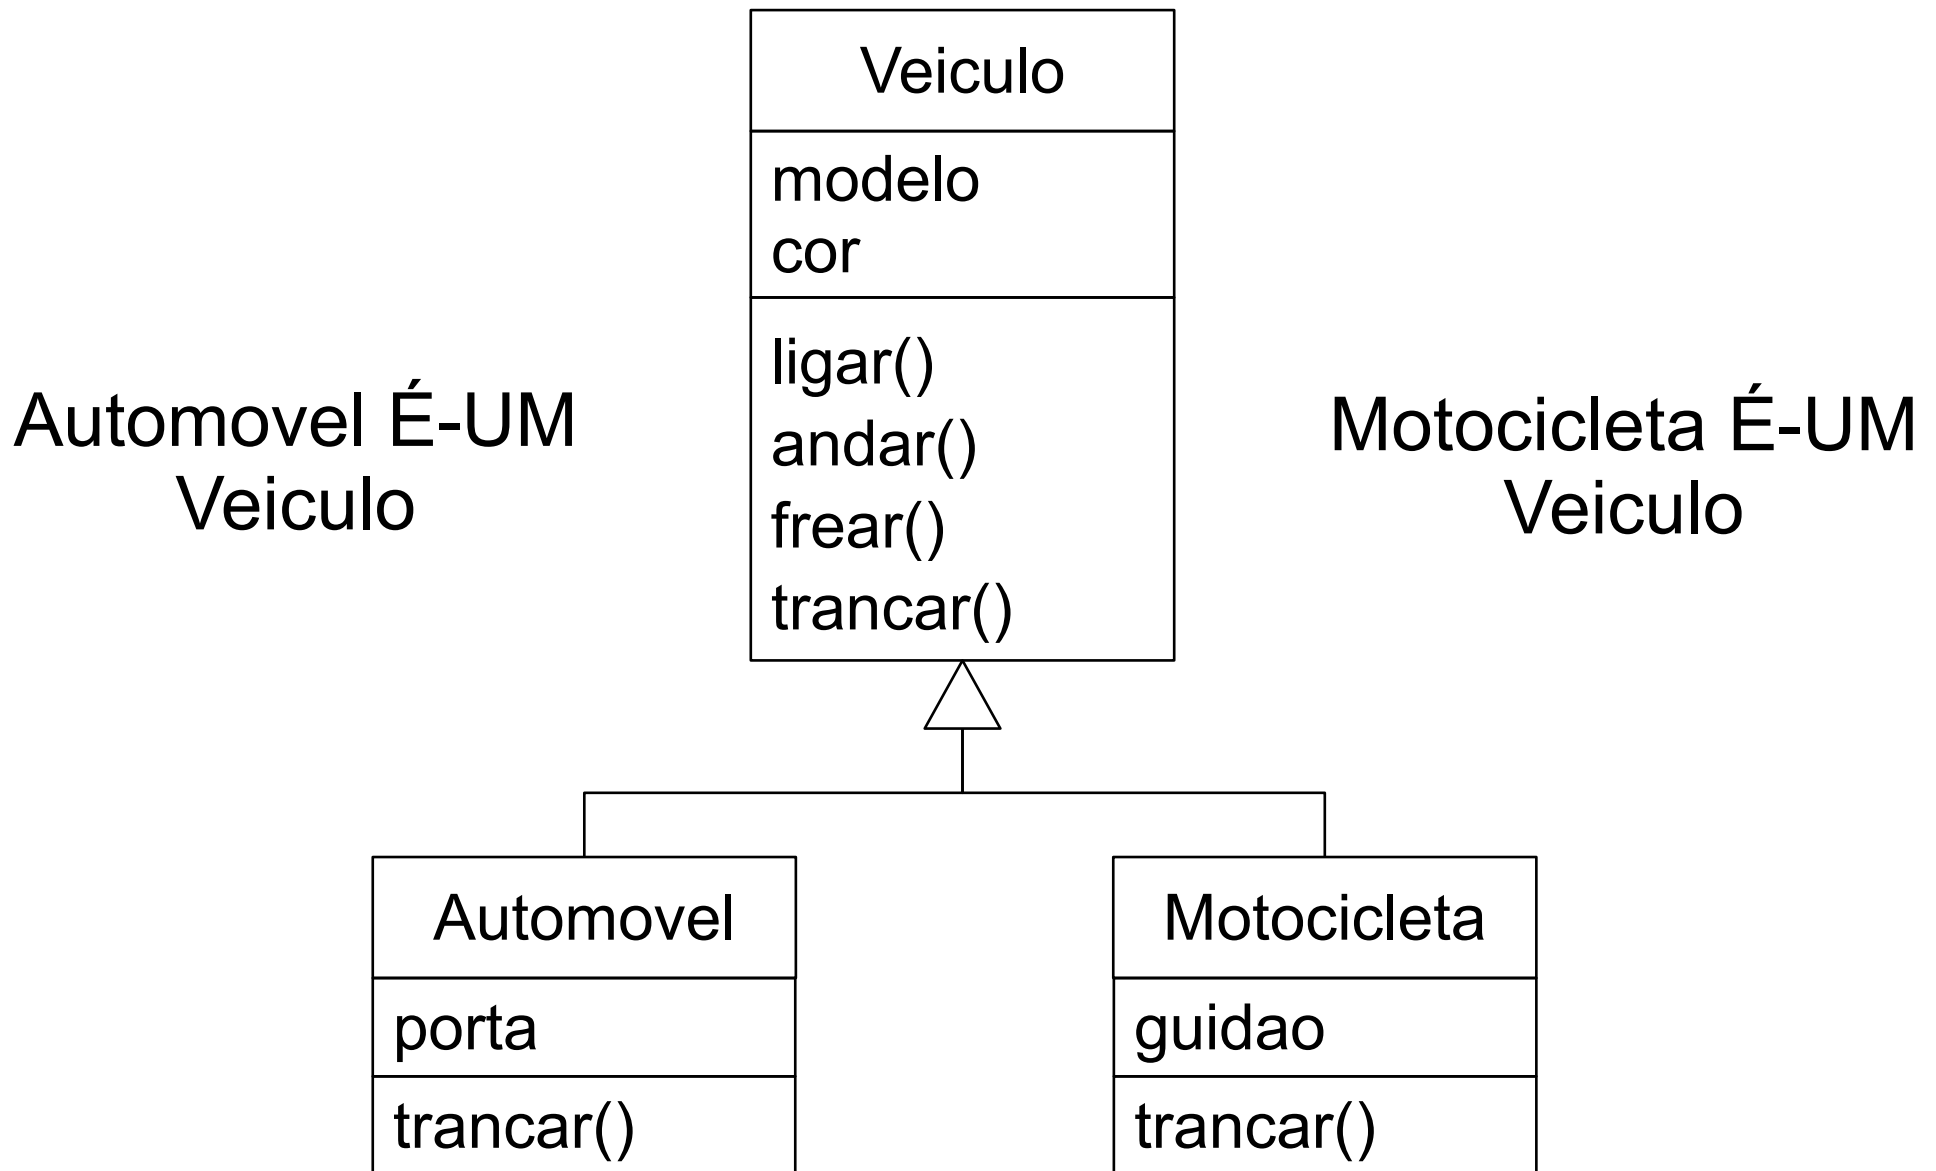 Veiculo
modelo
cor
ligar()
andar()
frear()
trancar()
Automovel É-UM
Veiculo
Motocicleta É-UM
Veiculo
Automovel
porta
trancar()
Motocicleta
guidao
trancar()